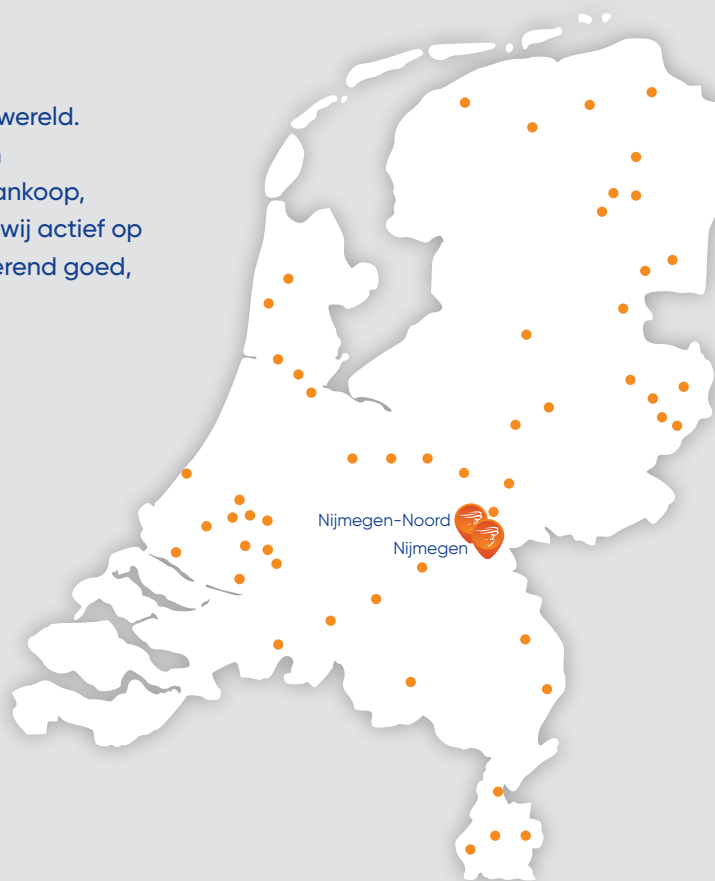 wereld.
ankoop,
wij actief op
erend goed,
Nijmegen-Noord
Nijmegen